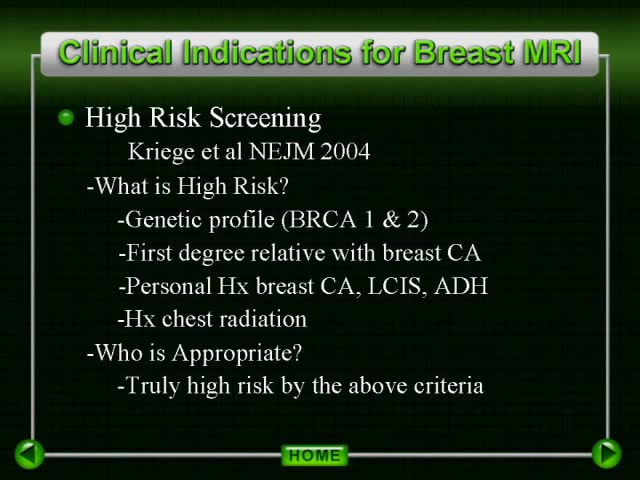 Clinical Indications for Breast MRI
High Risk Screening
Kriege et al NEJM 2004
-What is High Risk?
-Genetic profile (BRCA 1 & 2)
-First degree relative with breast CA
-Personal Hx breast CA, LCIS, ADH
-Hx chest radiation
-Who is Appropriate?
-Truly high risk by the above criteria
HOME